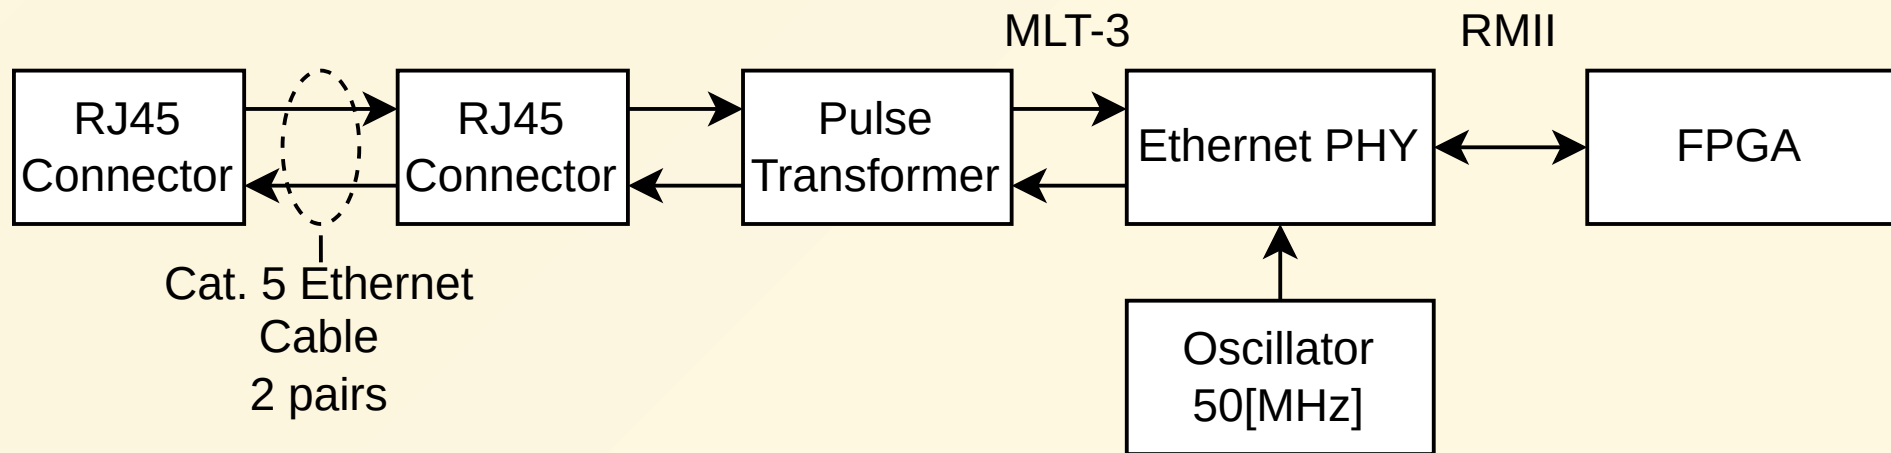 MLT-3
RMII
RJ45
Connector
RJ45
Connector
Pulse
Transformer
Ethernet PHY
FPGA
Cat. 5 Ethernet
Cable
2 pairs
Oscillator
50[MHz]